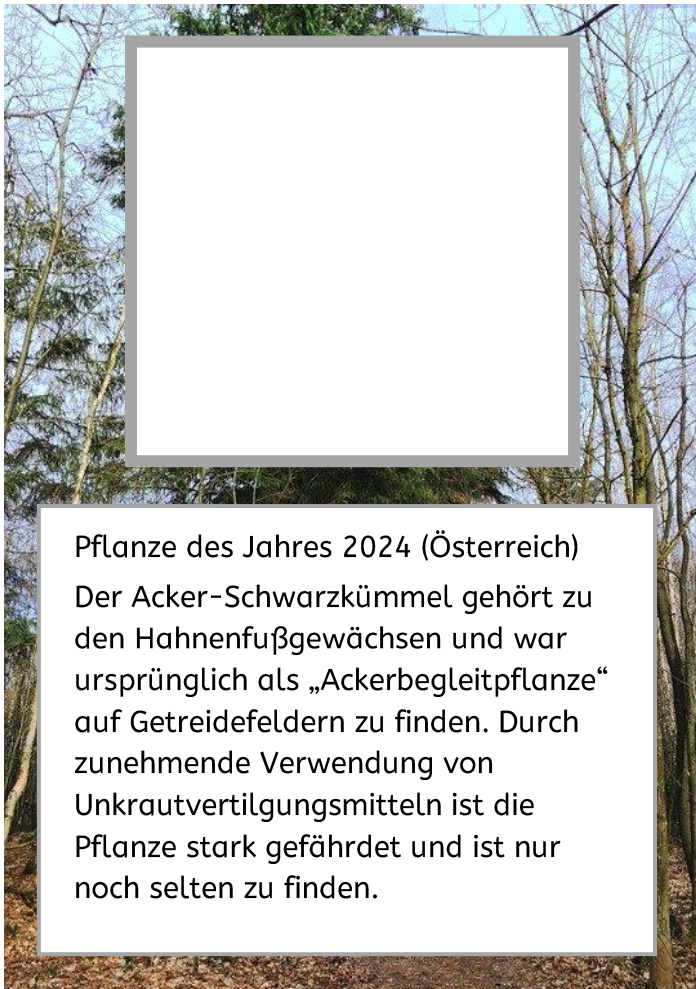 Pflanze des Jahres 2024 (Österreich)
Der Acker-Schwarzkümmel gehört zu
den Hahnenfußgewächsen und war
ursprünglich als „Ackerbegleitpflanze“
auf Getreidefeldern zu finden. Durch
zunehmende Verwendung von
Unkrautvertilgungsmitteln ist die
Pflanze stark gefährdet und ist nur
noch selten zu finden.